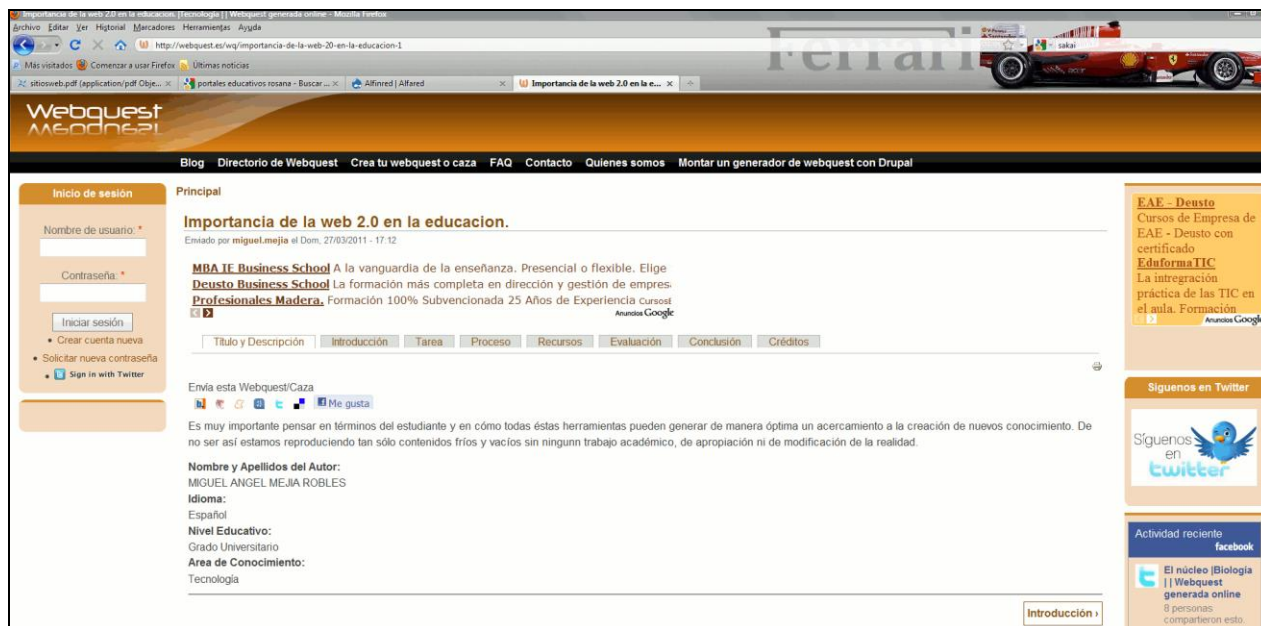 Importancia de la web 2.0 en la educacion. |Tecnología | | Webquest generada online - Mozilla Firefox
Archivo Editar Ver Historial Marcadores Herramientas Ayuda
http://webquest.es/wq/importancia-de-la-web-20-en-la-educacion-1
sakai
Ferrari
Más visitados Comenzar a usar Firefox Últimas noticias
sitiosweb.pdf (application/pdf Obje...
portales educativos rosana - Buscar ...
Alfinred | Alfared
Importancia de la web 2.0 en la e...
Webquest
Blog Directorio de Webquest Crea tu webquest o caza FAQ Contacto Quienes somos Montar un generador de webquest con Drupal
Inicio de sesión
Nombre de usuario: *
Contraseña: *
Iniciar sesión
Crear cuenta nueva
Solicitar nueva contraseña
Sign in with Twitter
Principal
Importancia de la web 2.0 en la educacion.
Enviado por miguel.mejia el Dom, 27/03/2011 - 17:12
MBA IE Business School A la vanguardia de la enseñanza. Presencial o flexible. Elige
Deusto Business School La formación más completa en dirección y gestión de empres
Profesionales Madera. Formación 100% Subvencionada 25 Años de Experiencia
Anuncios Google
Título y Descripción Introducción Tarea Proceso Recursos Evaluación Conclusión Créditos
Envía esta Webquest/Caza
Me gusta
Es muy importante pensar en términos del estudiante y en cómo todas éstas herramientas pueden generar de manera óptima un acercamiento a la creación de nuevos conocimiento. De
no ser así estamos reproduciendo tan sólo contenidos fríos y vacíos sin ningunn trabajo académico, de apropiación ni de modificación de la realidad.
Nombre y Apellidos del Autor:
MIGUEL ANGEL MEJIA ROBLES
Idioma:
Español
Nivel Educativo:
Grado Universitario
Area de Conocimiento:
Tecnología
Introducción ›
EAE - Deusto
Cursos de Empresa de
EAE - Deusto con
certificado
EduformaTIC
La intregración
práctica de las TIC en
el aula. Formación
Anuncios Google
Siguenos en Twitter
Síguenos
en
twitter
Actividad reciente
facebook
El núcleo |Biología
| | Webquest
generada online
8 personas
compartieron esto.